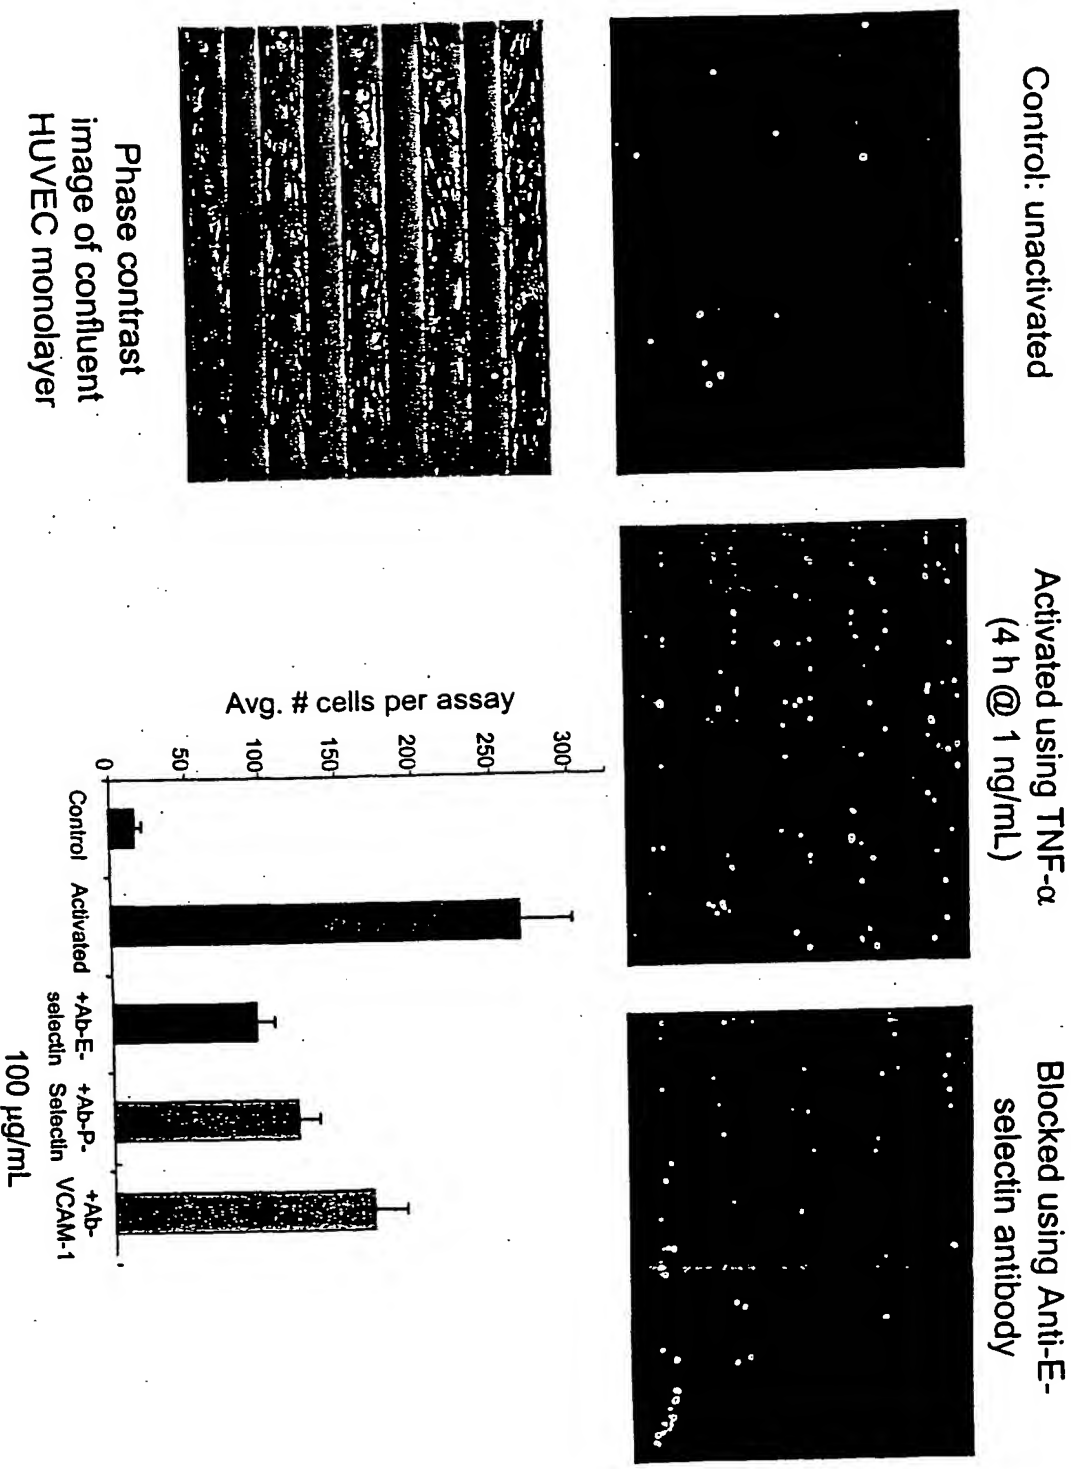 Control: unactivated
Activated using TNF-α
(4 h @ 1 ng/mL)
Blocked using Anti-E-
selectin antibody
Phase contrast
image of confluent
HUVEC monolayer
Avg. # cells per assay
300
250
200
150
100
50
0
Control
Activated
+Ab-E-
selectin
+Ab-P-
Selectin
+Ab-
VCAM-1
100 μg/mL